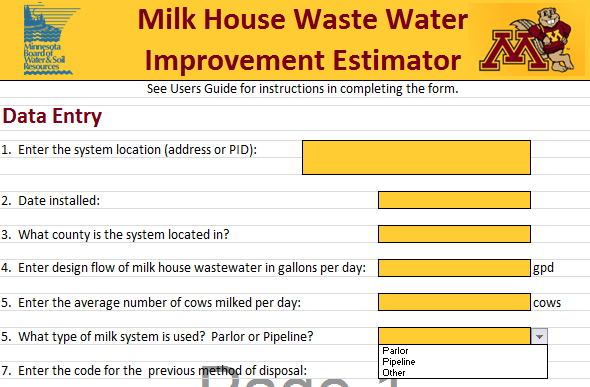 Minnesota
Board of
Water & Soil
Resources
Milk House Waste Water
Improvement Estimator
M
See Users Guide for instructions in completing the form.
Data Entry
1. Enter the system location (address or PID):
2. Date installed:
3. What county is the system located in?
4. Enter design flow of milk house wastewater in gallons per day: gpd
5. Enter the average number of cows milked per day: cows
5. What type of milk system is used? Parlor or Pipeline?
Parlor
Pipeline
Other
7. Enter the code for the previous method of disposal:
Page 1